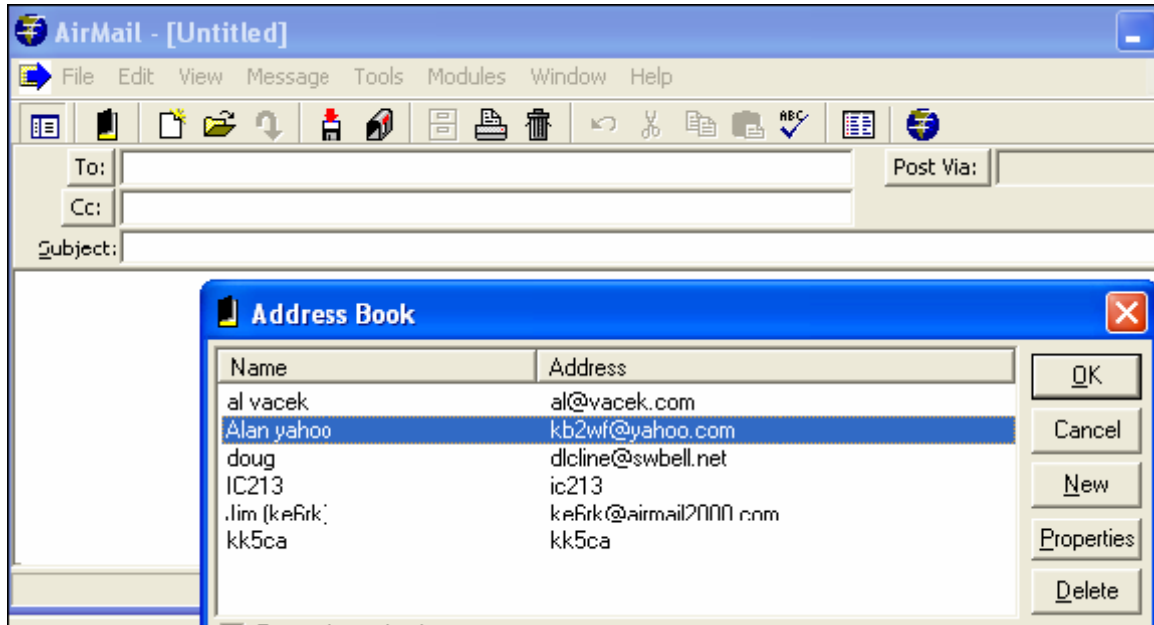 AirMail - [Untitled]
File Edit View Message Tools Modules Window Help
ABC
To: Post Via:
Cc:
Subject:
Address Book
Name Address
OK
al vacek al@vacek.com
Alan yahoo kb2wf@yahoo.com
Cancel
doug dlcline@swbell.net
IC213 ic213
New
Jim (ke6rk) ke6rk@airmail2000.com
kk5ca kk5ca
Properties
Delete